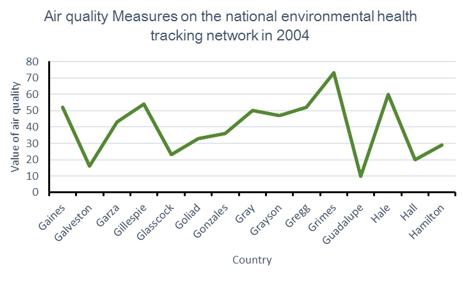 Air quality Measures on the national environmental health
tracking network in 2004
Value of air quality
80
70
60
50
40
30
20
10
0
Gaines
Galveston
Garza
Gillespie
Glasscock
Goliad
Gonzales
Gray
Grayson
Gregg
Grimes
Guadalupe
Hale
Hall
Hamilton
Country